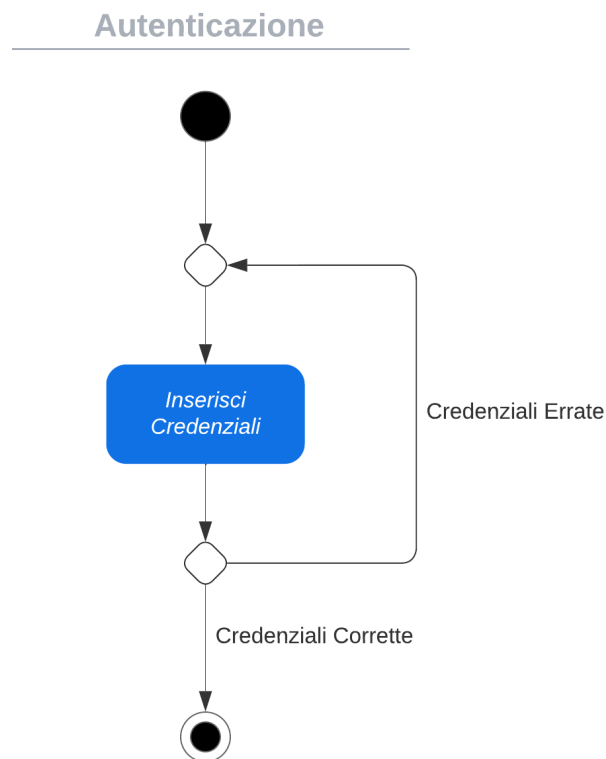 Autenticazione
Inserisci
Credenziali
Credenziali Errate
Credenziali Corrette